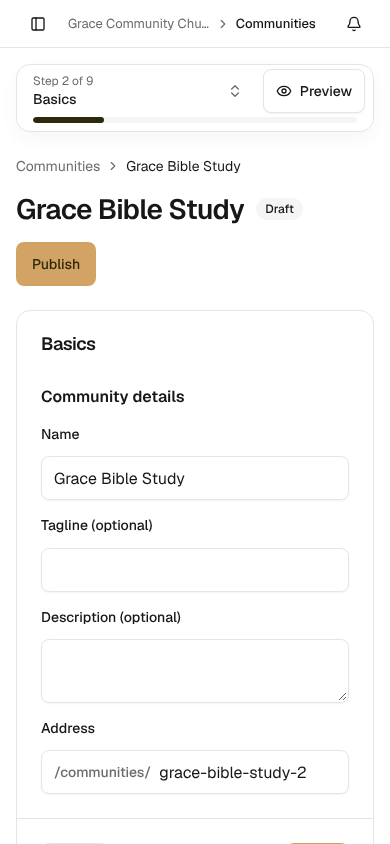 Grace Community Chu... > Communities
Step 2 of 9
Basics
Preview
Communities > Grace Bible Study
Grace Bible Study
Draft
Publish
Basics
Community details
Name
Grace Bible Study
Tagline (optional)
Description (optional)
Address
/communities/ grace-bible-study-2